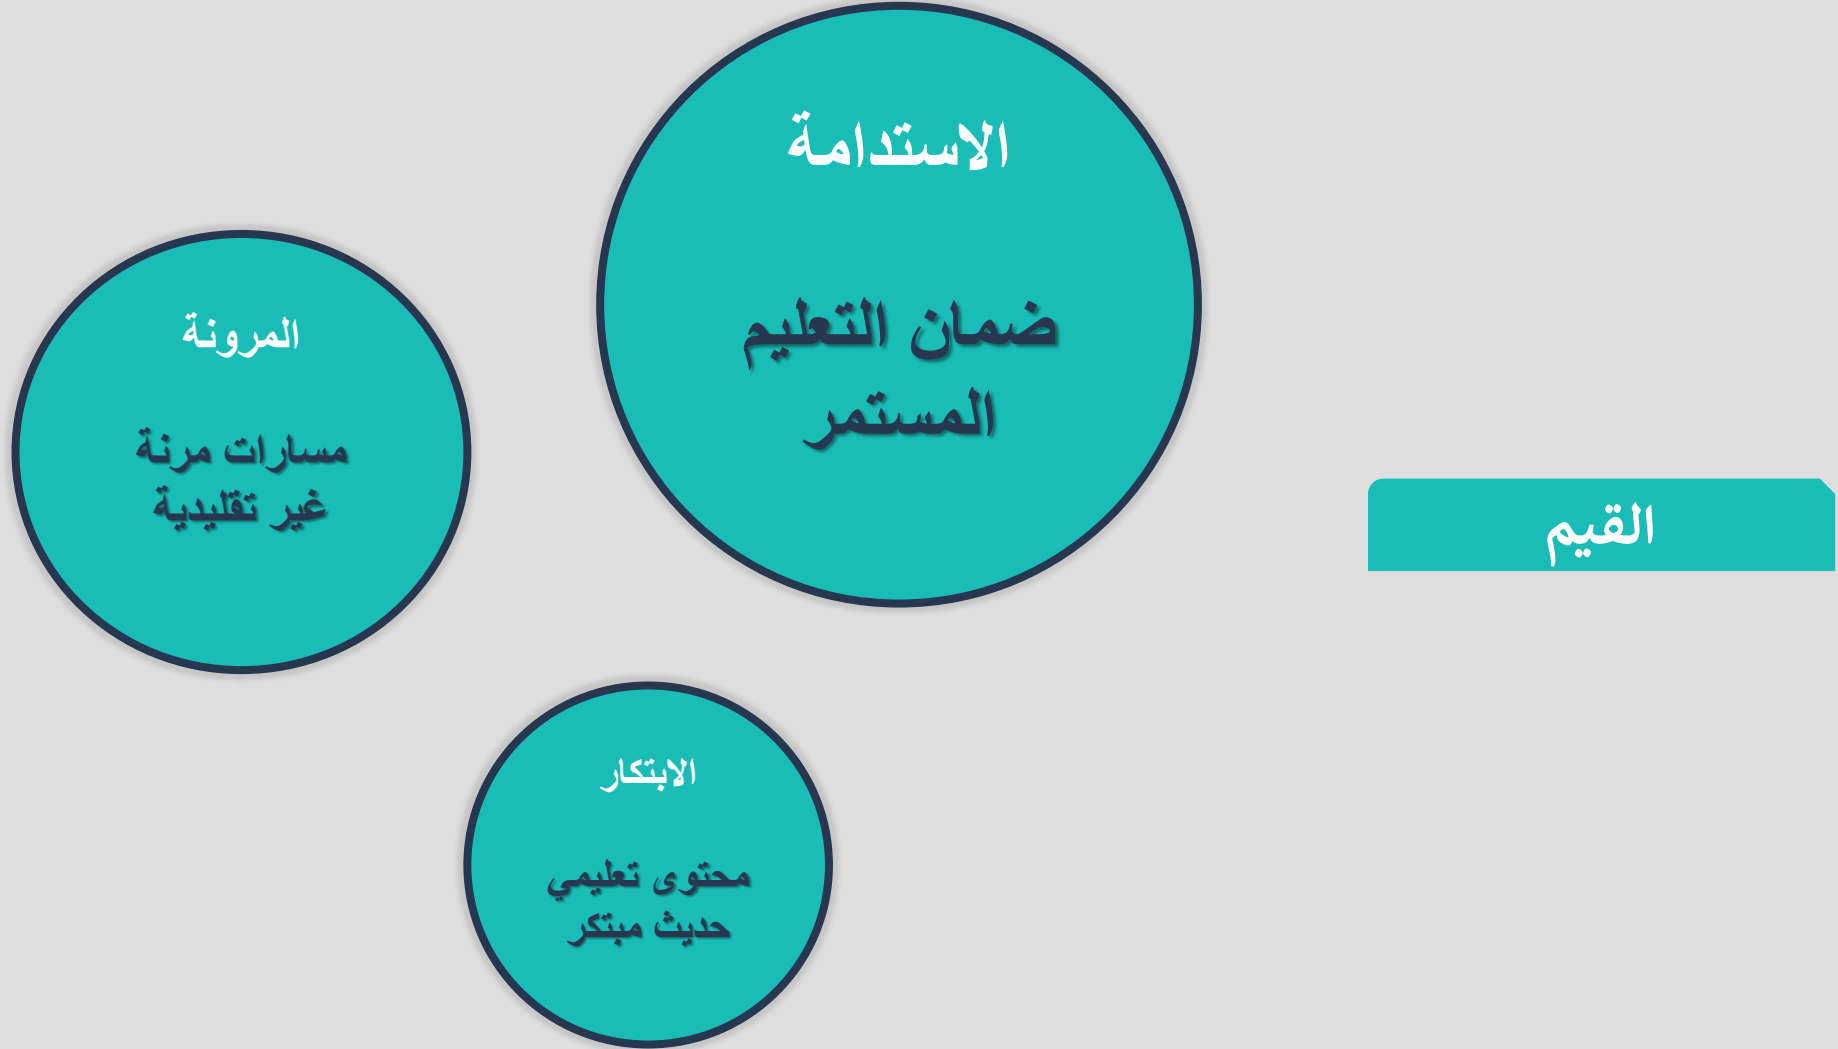 القيم
الاستدامة
ضمان التعليم
المستمر
المرونة
مسارات مرنة
غير تقليدية
الابتكار
محتوى تعليمي
حديث مبتكر